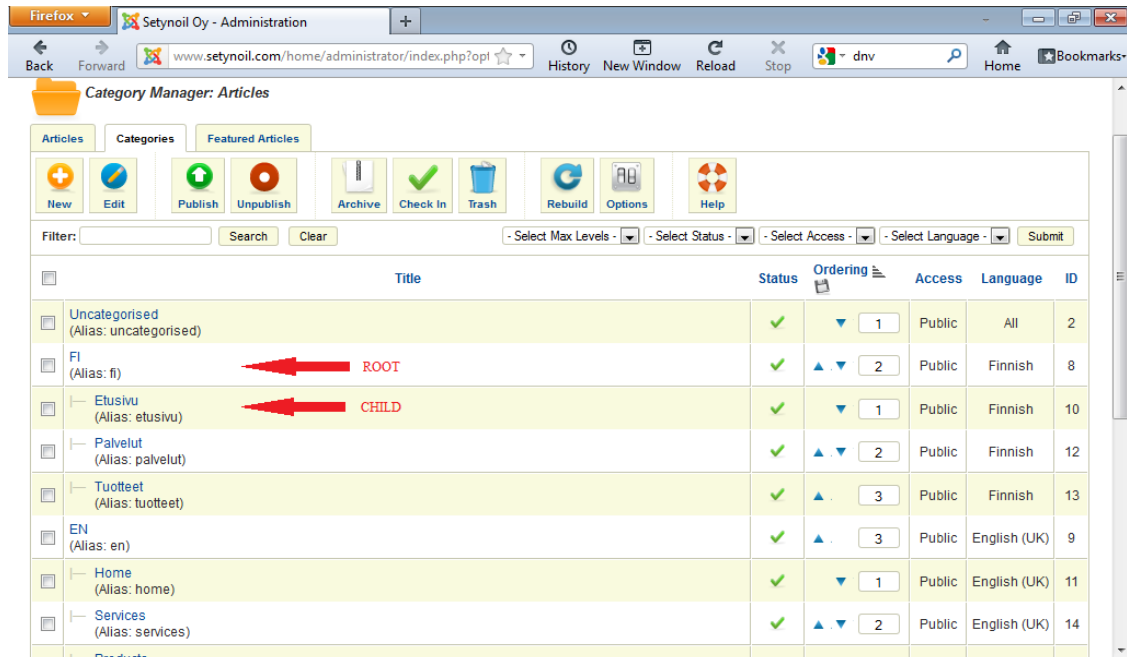 Firefox
Setynoil Oy - Administration
Back
Forward
www.setynoil.com/home/administrator/index.php?opt
History
New Window
Reload
Stop
dnv
Home
Bookmarks
Category Manager: Articles
Articles
Categories
Featured Articles
New
Edit
Publish
Unpublish
Archive
Check In
Trash
Rebuild
Options
Help
Filter:
Search
Clear
- Select Max Levels -
- Select Status -
- Select Access -
- Select Language -
Submit
Title
Status
Ordering
Access
Language
ID
Uncategorised
(Alias: uncategorised)
1
Public
All
2
FI
(Alias: fi)
ROOT
2
Public
Finnish
8
Etusivu
(Alias: etusivu)
CHILD
1
Public
Finnish
10
Palvelut
(Alias: palvelut)
2
Public
Finnish
12
Tuotteet
(Alias: tuotteet)
3
Public
Finnish
13
EN
(Alias: en)
3
Public
English (UK)
9
Home
(Alias: home)
1
Public
English (UK)
11
Services
(Alias: services)
2
Public
English (UK)
14
Products